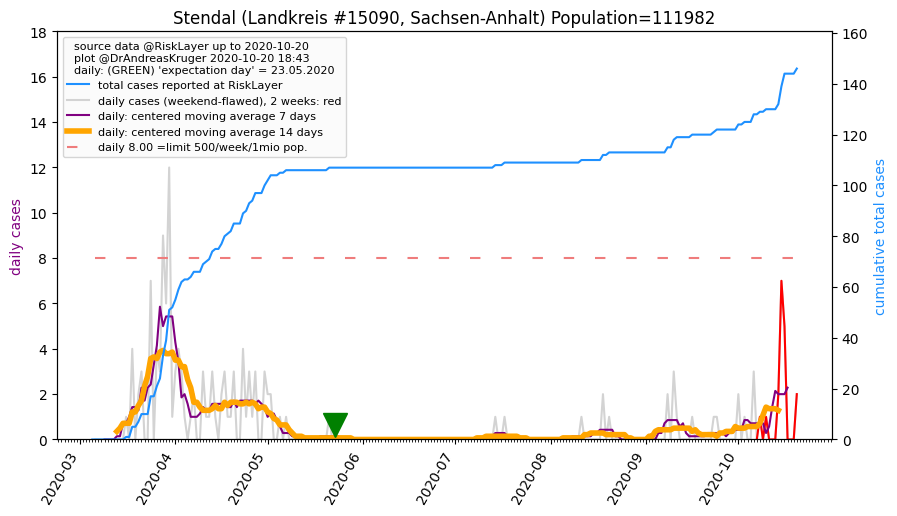 Stendal (Landkreis #15090, Sachsen-Anhalt) Population=111982
source data @RiskLayer up to 2020-10-20
plot @DrAndreasKruger 2020-10-20 18:43
daily: (GREEN) 'expectation day' = 23.05.2020
total cases reported at RiskLayer
daily cases (weekend-flawed), 2 weeks: red
daily: centered moving average 7 days
daily: centered moving average 14 days
daily 8.00 =limit 500/week/1mio pop.
daily cases
18
16
14
12
10
8
6
4
2
0
160
140
120
100
80
60
40
20
0
cumulative total cases
2020-03
2020-04
2020-05
2020-06
2020-07
2020-08
2020-09
2020-10